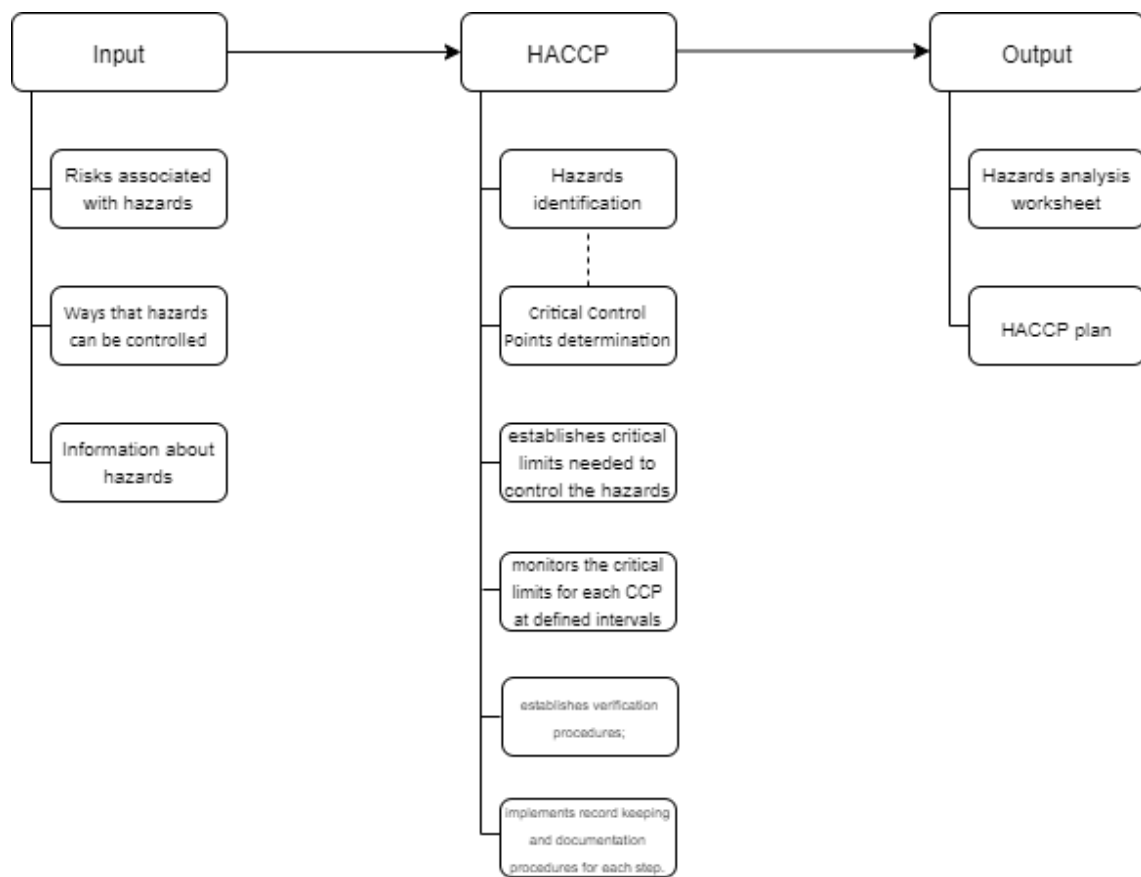 Input
HACCP
Output
Risks associated
with hazards
Ways that hazards
can be controlled
Information about
hazards
Hazards
identification
Critical Control
Points determination
establishes critical
limits needed to
control the hazards
monitors the critical
limits for each CCP
at defined intervals
establishes verification
procedures;
implements record keeping
and documentation
procedures for each step.
Hazards analysis
worksheet
HACCP plan